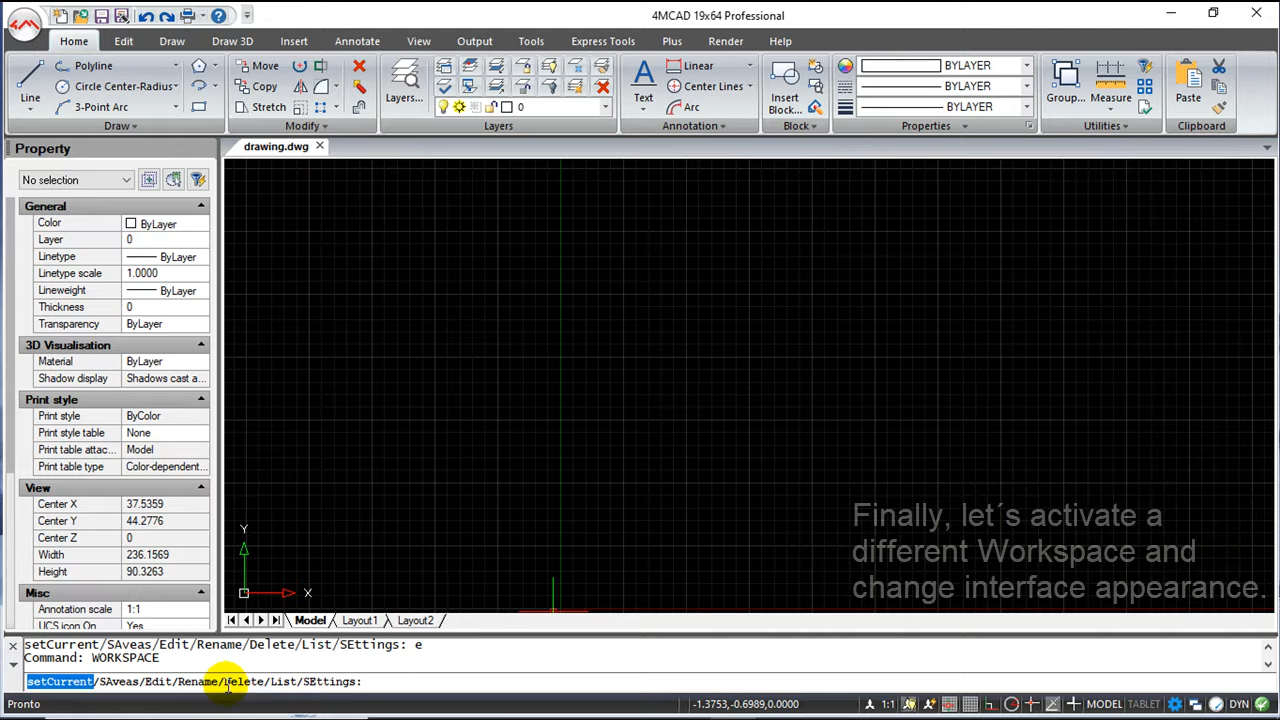 4MCAD 19x64 Professional
Home Edit Draw Draw 3D Insert Annotate View Output Tools Express Tools Plus Render Help
Line
Polyline
Circle Center-Radius
3-Point Arc
Draw
Move
Copy
Stretch
Modify
Layers...
0
Layers
Text
Linear
Center Lines
Arc
Annotation
Insert
Block...
Block
BYLAYER
BYLAYER
BYLAYER
Properties
Group...
Measure
Utilities
Paste
Clipboard
Property
drawing.dwg
No selection
General
Color ByLayer
Layer 0
Linetype ByLayer
Linetype scale 1.0000
Lineweight ByLayer
Thickness 0
Transparency ByLayer
3D Visualisation
Material ByLayer
Shadow display Shadows cast a...
Print style
Print style ByColor
Print style table None
Print table attac... Model
Print table type Color-dependent...
View
Center X 37.5359
Center Y 44.2776
Center Z 0
Width 236.1569
Height 90.3263
Misc
Annotation scale 1:1
UCS icon On Yes
Y
X
Finally, let´s activate a
different Workspace and
change interface appearance.
Model Layout1 Layout2
setCurrent/SAveas/Edit/Rename/Delete/List/SEttings: e
Command: WORKSPACE
setCurrent/SAveas/Edit/Rename/Delete/List/SEttings:
Pronto
-1.3753,-0.6989,0.0000
1:1
MODEL TABLET
DYN